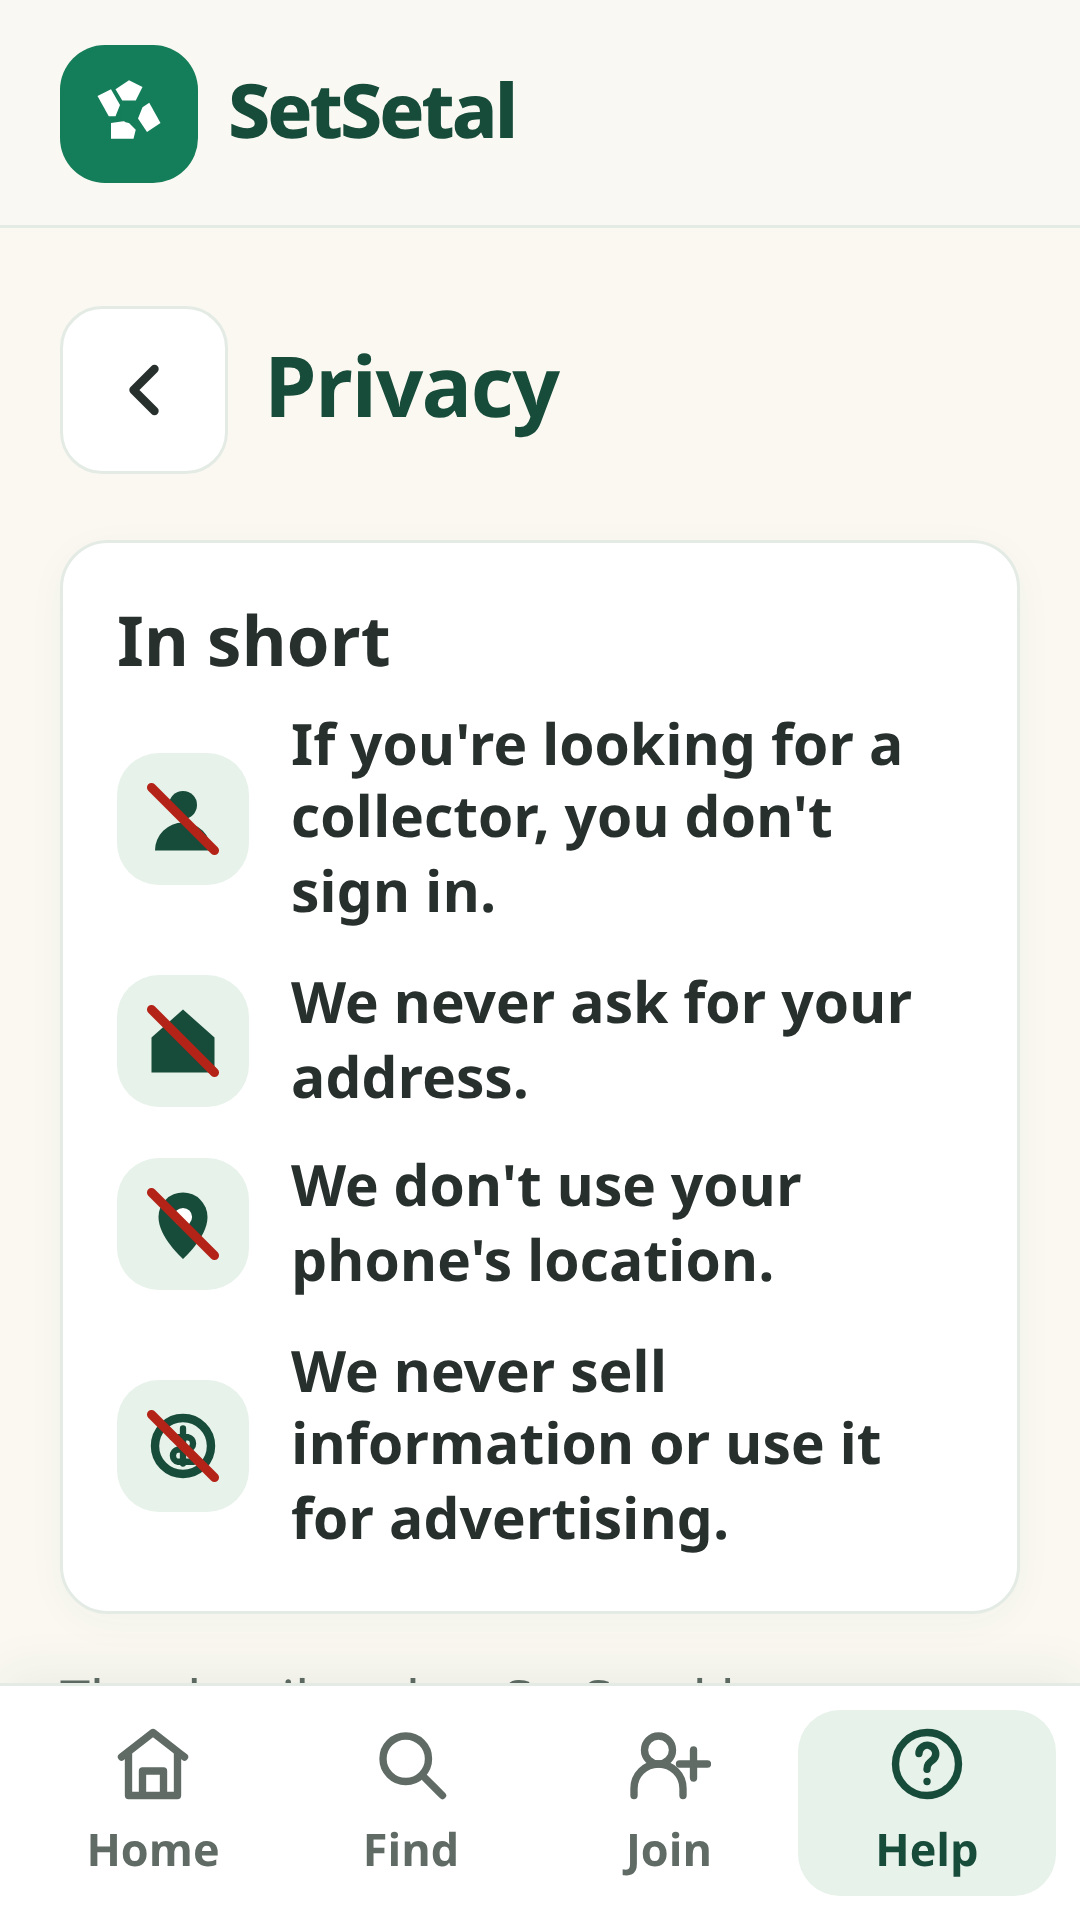 SetSetal
Privacy
In short
If you're looking for a
collector, you don't
sign in.
We never ask for your
address.
We don't use your
phone's location.
We never sell
information or use it
for advertising.
Home
Find
Join
Help